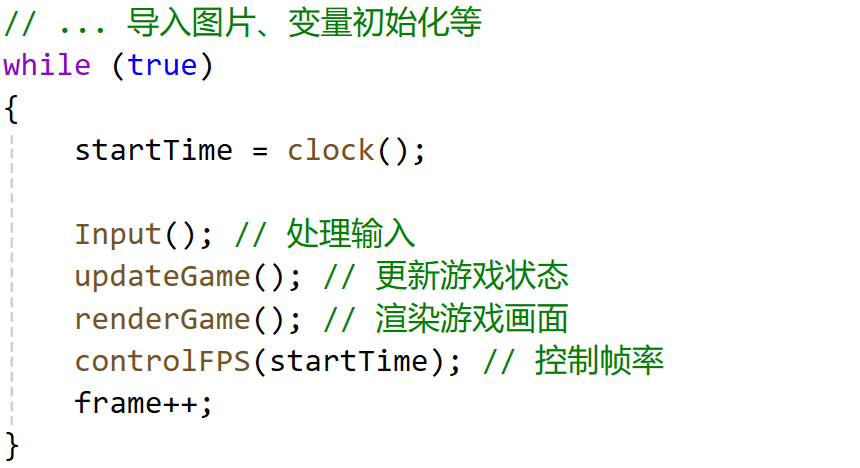 // ... 导入图片、变量初始化等
while (true)
{
    startTime = clock();

    Input(); // 处理输入
    updateGame(); // 更新游戏状态
    renderGame(); // 渲染游戏画面
    controlFPS(startTime); // 控制帧率
    frame++;
}